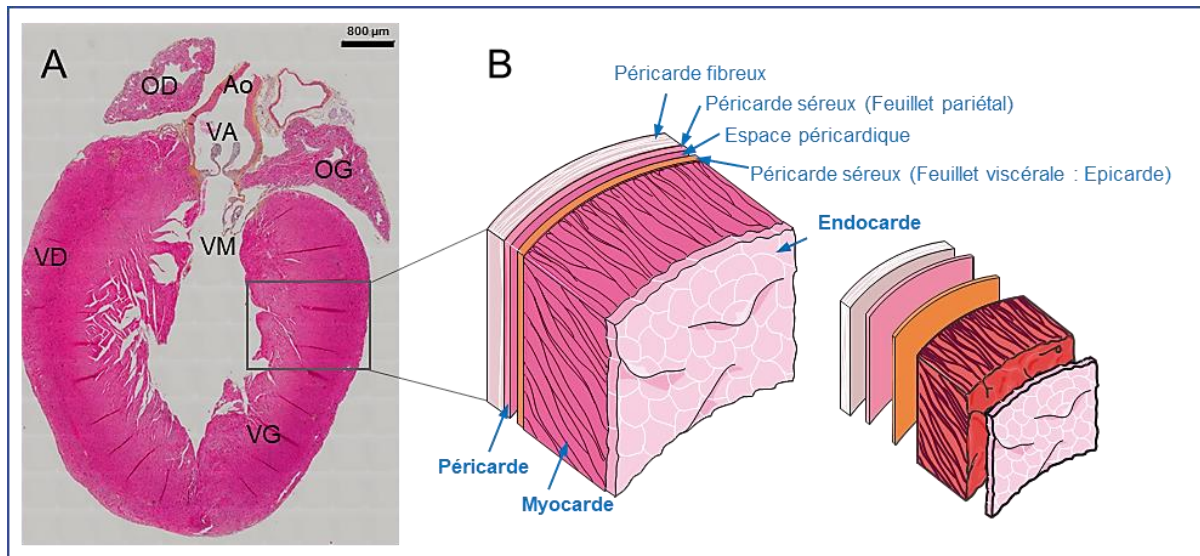 A
800 µm
OD
Ao
VA
OG
VD
VM
VG
B
Péricarde fibreux
Péricarde séreux (Feuillet pariétal)
Espace péricardique
Péricarde séreux (Feuillet viscérale : Epicarde)
Endocarde
Péricarde
Myocarde